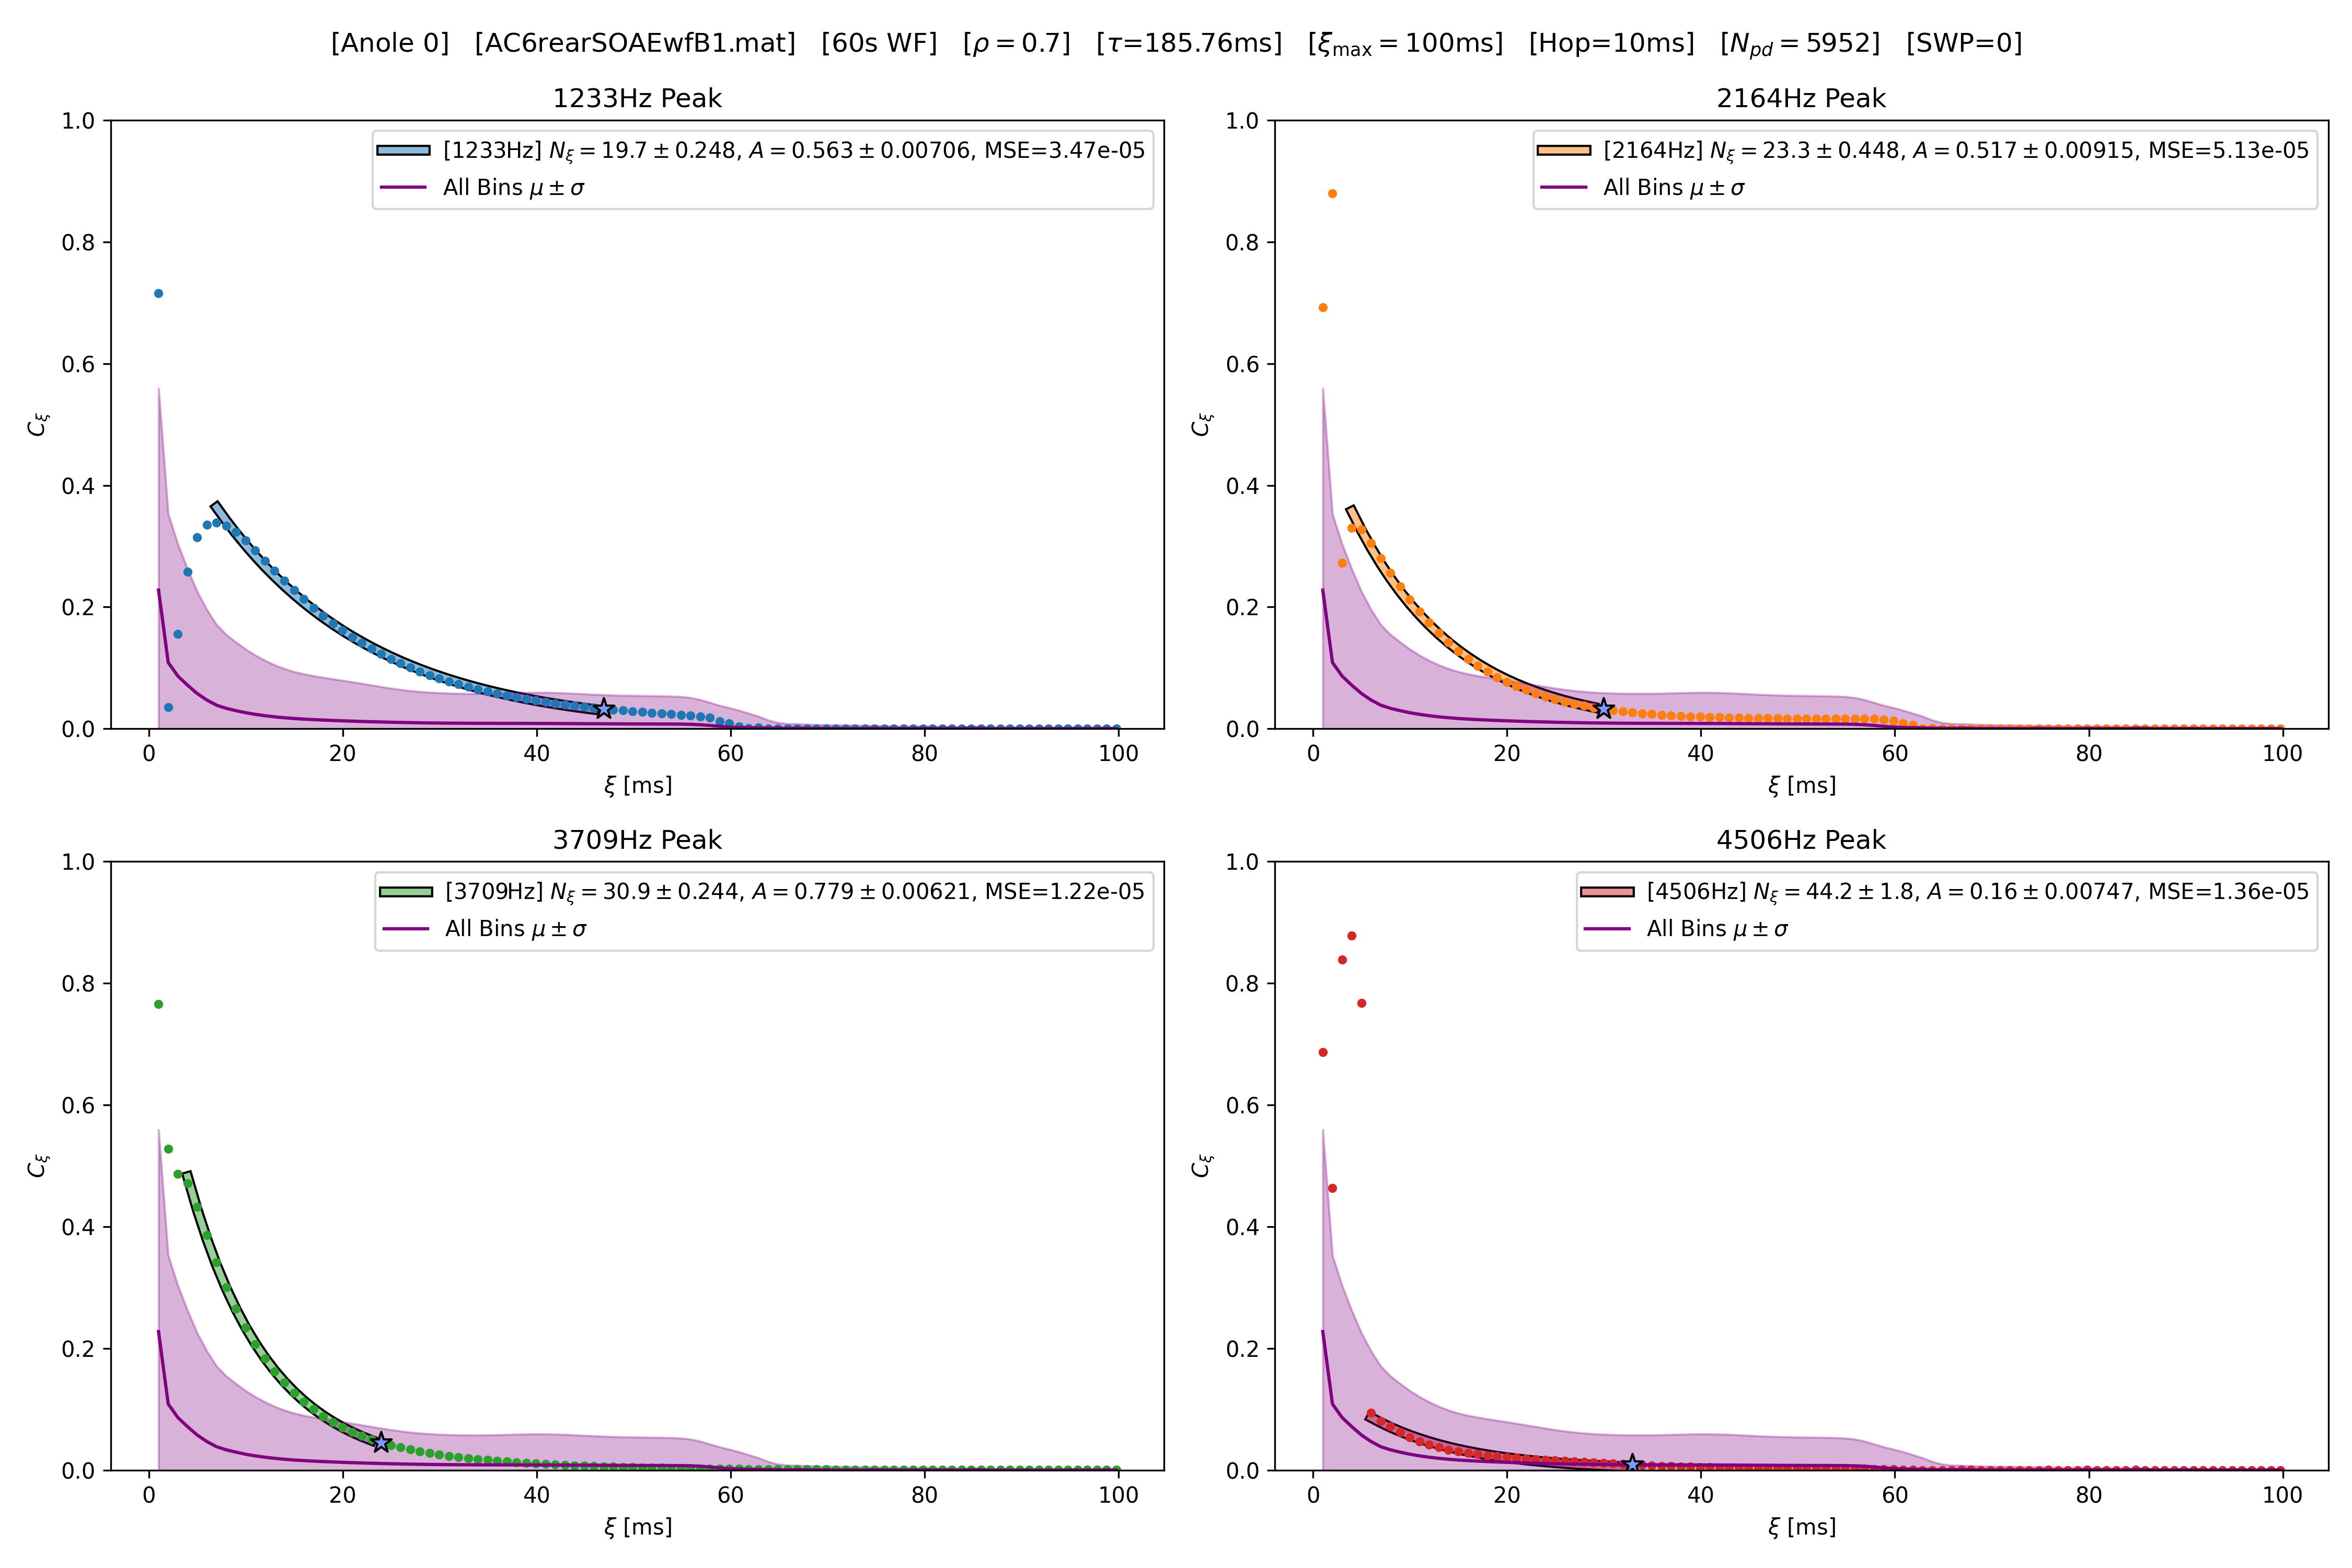 [Anole 0] [AC6rearSOAEwfB1.mat] [60s WF] [ρ = 0.7] [τ=185.76ms] [ξmax = 100ms] [Hop=10ms] [Npd = 5952] [SWP=0]
1233Hz Peak
[1233Hz] Nξ = 19.7 ± 0.248, A = 0.563 ± 0.00706, MSE=3.47e-05
All Bins μ ± σ
1.0
0.8
0.6
0.4
0.2
0.0
Cξ
0 20 40 60 80 100
ξ [ms]
2164Hz Peak
[2164Hz] Nξ = 23.3 ± 0.448, A = 0.517 ± 0.00915, MSE=5.13e-05
All Bins μ ± σ
1.0
0.8
0.6
0.4
0.2
0.0
Cξ
0 20 40 60 80 100
ξ [ms]
3709Hz Peak
[3709Hz] Nξ = 30.9 ± 0.244, A = 0.779 ± 0.00621, MSE=1.22e-05
All Bins μ ± σ
1.0
0.8
0.6
0.4
0.2
0.0
Cξ
0 20 40 60 80 100
ξ [ms]
4506Hz Peak
[4506Hz] Nξ = 44.2 ± 1.8, A = 0.16 ± 0.00747, MSE=1.36e-05
All Bins μ ± σ
1.0
0.8
0.6
0.4
0.2
0.0
Cξ
0 20 40 60 80 100
ξ [ms]